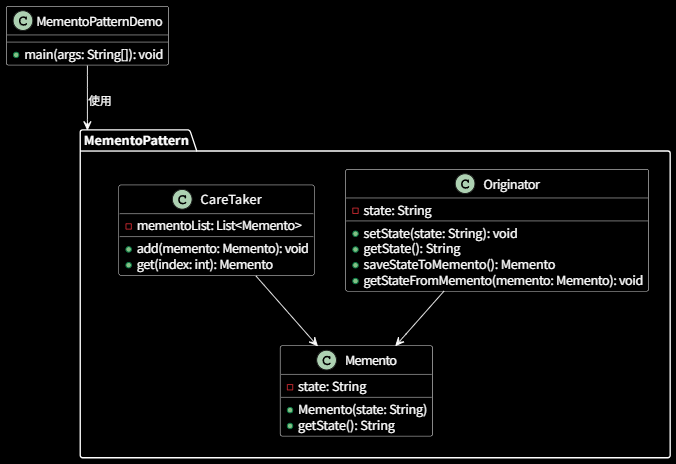 C MementoPatternDemo
main(args: String[]): void
使用
MementoPattern
C CareTaker
mementoList: List<Memento>
add(memento: Memento): void
get(index: int): Memento
C Originator
state: String
setState(state: String): void
getState(): String
saveStateToMemento(): Memento
getStateFromMemento(memento: Memento): void
C Memento
state: String
Memento(state: String)
getState(): String